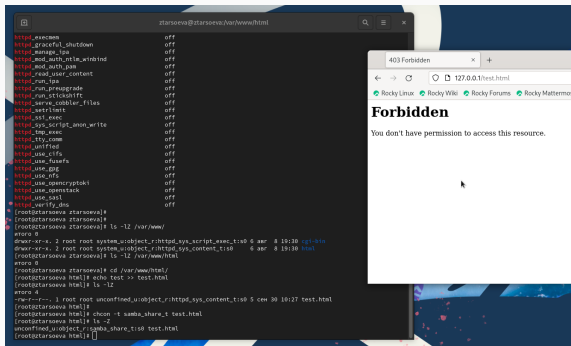 ztarsoeva@ztarsoeva:/var/www/html
httpd_execmem off
httpd_graceful_shutdown off
httpd_manage_ipa off
httpd_mod_auth_ntlm_winbind off
httpd_mod_auth_pam off
httpd_read_user_content off
httpd_run_ipa off
httpd_run_preupgrade off
httpd_run_stickshift off
httpd_serve_cobbler_files off
httpd_setrlimit off
httpd_ssi_exec off
httpd_sys_script_anon_write off
httpd_tmp_exec off
httpd_tty_comm off
httpd_unified off
httpd_use_cifs off
httpd_use_fusefs off
httpd_use_gpg off
httpd_use_nfs off
httpd_use_opencryptoki off
httpd_use_openstack off
httpd_use_sasl off
httpd_verify_dns off
[root@ztarsoeva ztarsoeva]#
[root@ztarsoeva ztarsoeva]#
[root@ztarsoeva ztarsoeva]# ls -lZ /var/www/
итого 0
drwxr-xr-x. 2 root root system_u:object_r:httpd_sys_script_exec_t:s0 6 авг 8 19:30 cgi-bin
drwxr-xr-x. 2 root root system_u:object_r:httpd_sys_content_t:s0 6 авг 8 19:30 html
[root@ztarsoeva ztarsoeva]# ls -lZ /var/www/html
итого 0
[root@ztarsoeva ztarsoeva]# cd /var/www/html/
[root@ztarsoeva html]# echo test >> test.html
[root@ztarsoeva html]# ls -lZ
итого 4
-rw-r--r--. 1 root root unconfined_u:object_r:httpd_sys_content_t:s0 5 сен 30 10:27 test.html
[root@ztarsoeva html]#
[root@ztarsoeva html]# chcon -t samba_share_t test.html
[root@ztarsoeva html]# ls -Z
unconfined_u:object_r:samba_share_t:s0 test.html
[root@ztarsoeva html]#
403 Forbidden
127.0.0.1/test.html
Rocky Linux Rocky Wiki Rocky Forums Rocky Mattermos
Forbidden
You don't have permission to access this resource.